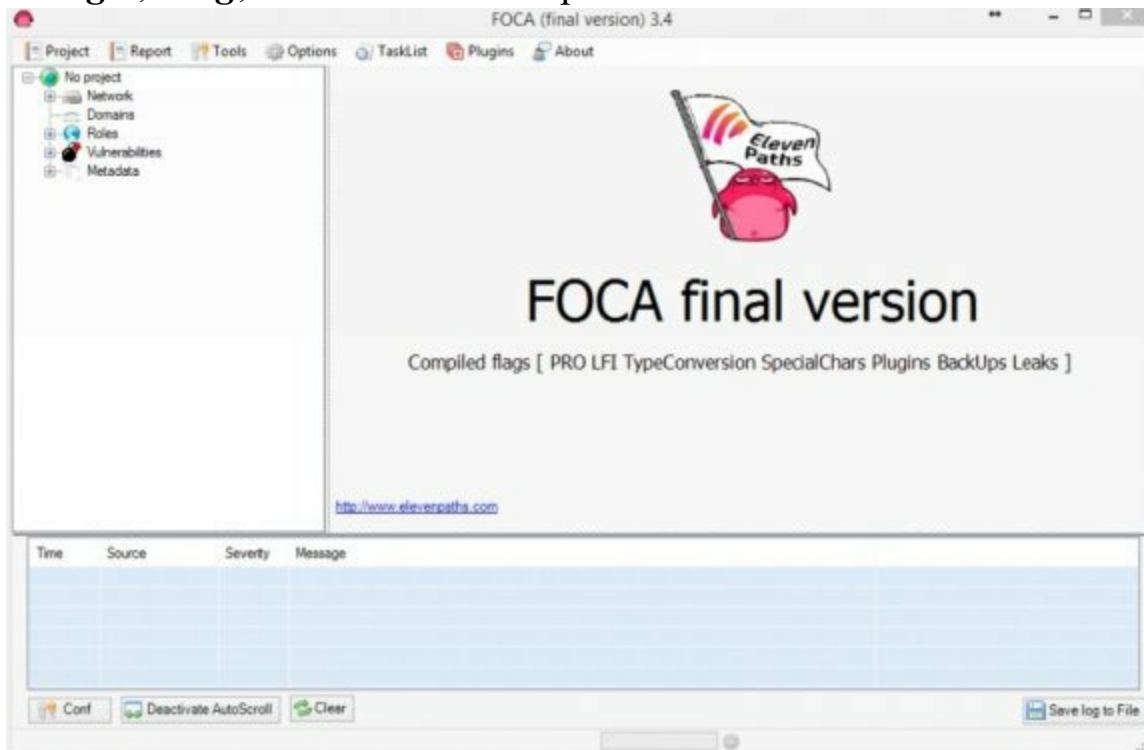 FOCA (final version) 3.4
Project Report Tools Options TaskList Plugins About
No project
Network
Domains
Roles
Vulnerabilities
Metadata
Eleven
Paths
FOCA final version
Compiled flags [ PRO LFI TypeConversion SpecialChars Plugins BackUps Leaks ]
http://www.elevenpaths.com
Time Source Severity Message
Conf Deactivate AutoScroll Clear Save log to File